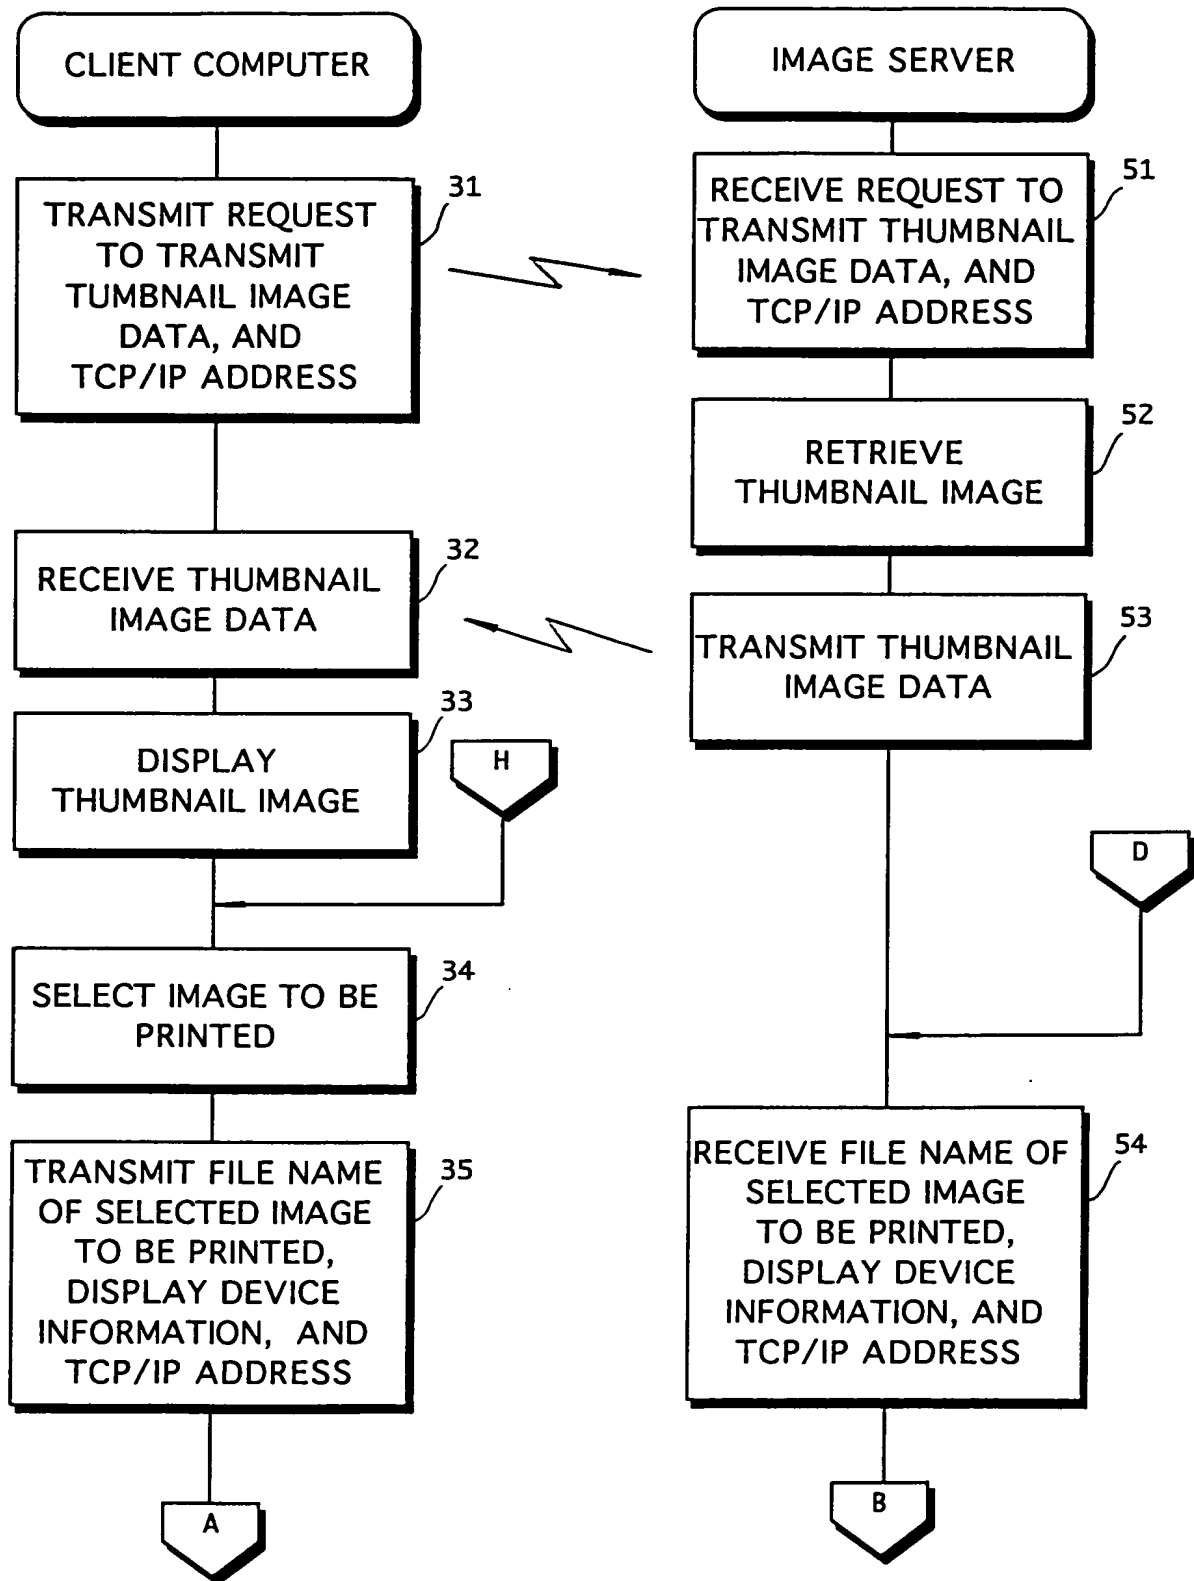 CLIENT COMPUTER
31
TRANSMIT REQUEST
TO TRANSMIT
TUMBNAIL IMAGE
DATA, AND
TCP/IP ADDRESS
32
RECEIVE THUMBNAIL
IMAGE DATA
33
DISPLAY
THUMBNAIL IMAGE
H
34
SELECT IMAGE TO BE
PRINTED
35
TRANSMIT FILE NAME
OF SELECTED IMAGE
TO BE PRINTED,
DISPLAY DEVICE
INFORMATION, AND
TCP/IP ADDRESS
A
IMAGE SERVER
51
RECEIVE REQUEST TO
TRANSMIT THUMBNAIL
IMAGE DATA, AND
TCP/IP ADDRESS
52
RETRIEVE
THUMBNAIL IMAGE
53
TRANSMIT THUMBNAIL
IMAGE DATA
D
54
RECEIVE FILE NAME OF
SELECTED IMAGE
TO BE PRINTED,
DISPLAY DEVICE
INFORMATION, AND
TCP/IP ADDRESS
B